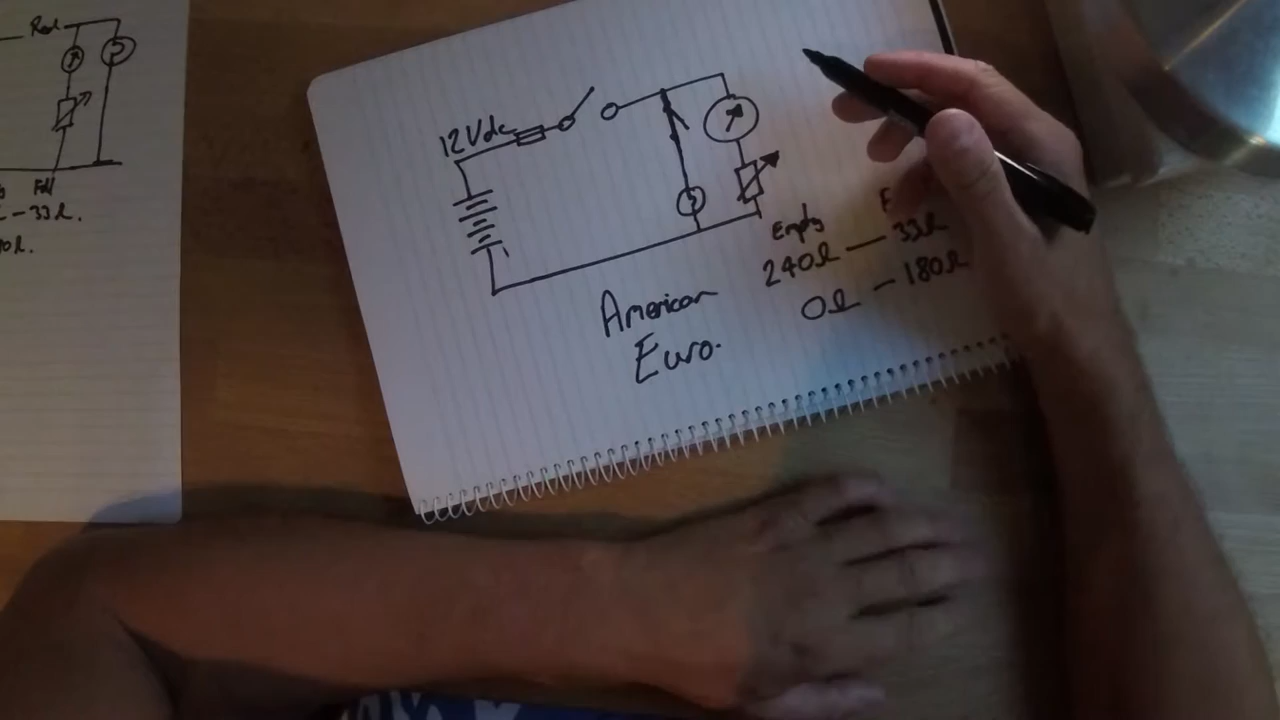 Red
Full
- 33Ω.
12Vdc
Empty
240Ω — 33Ω
0Ω - 180Ω
American
Euro.